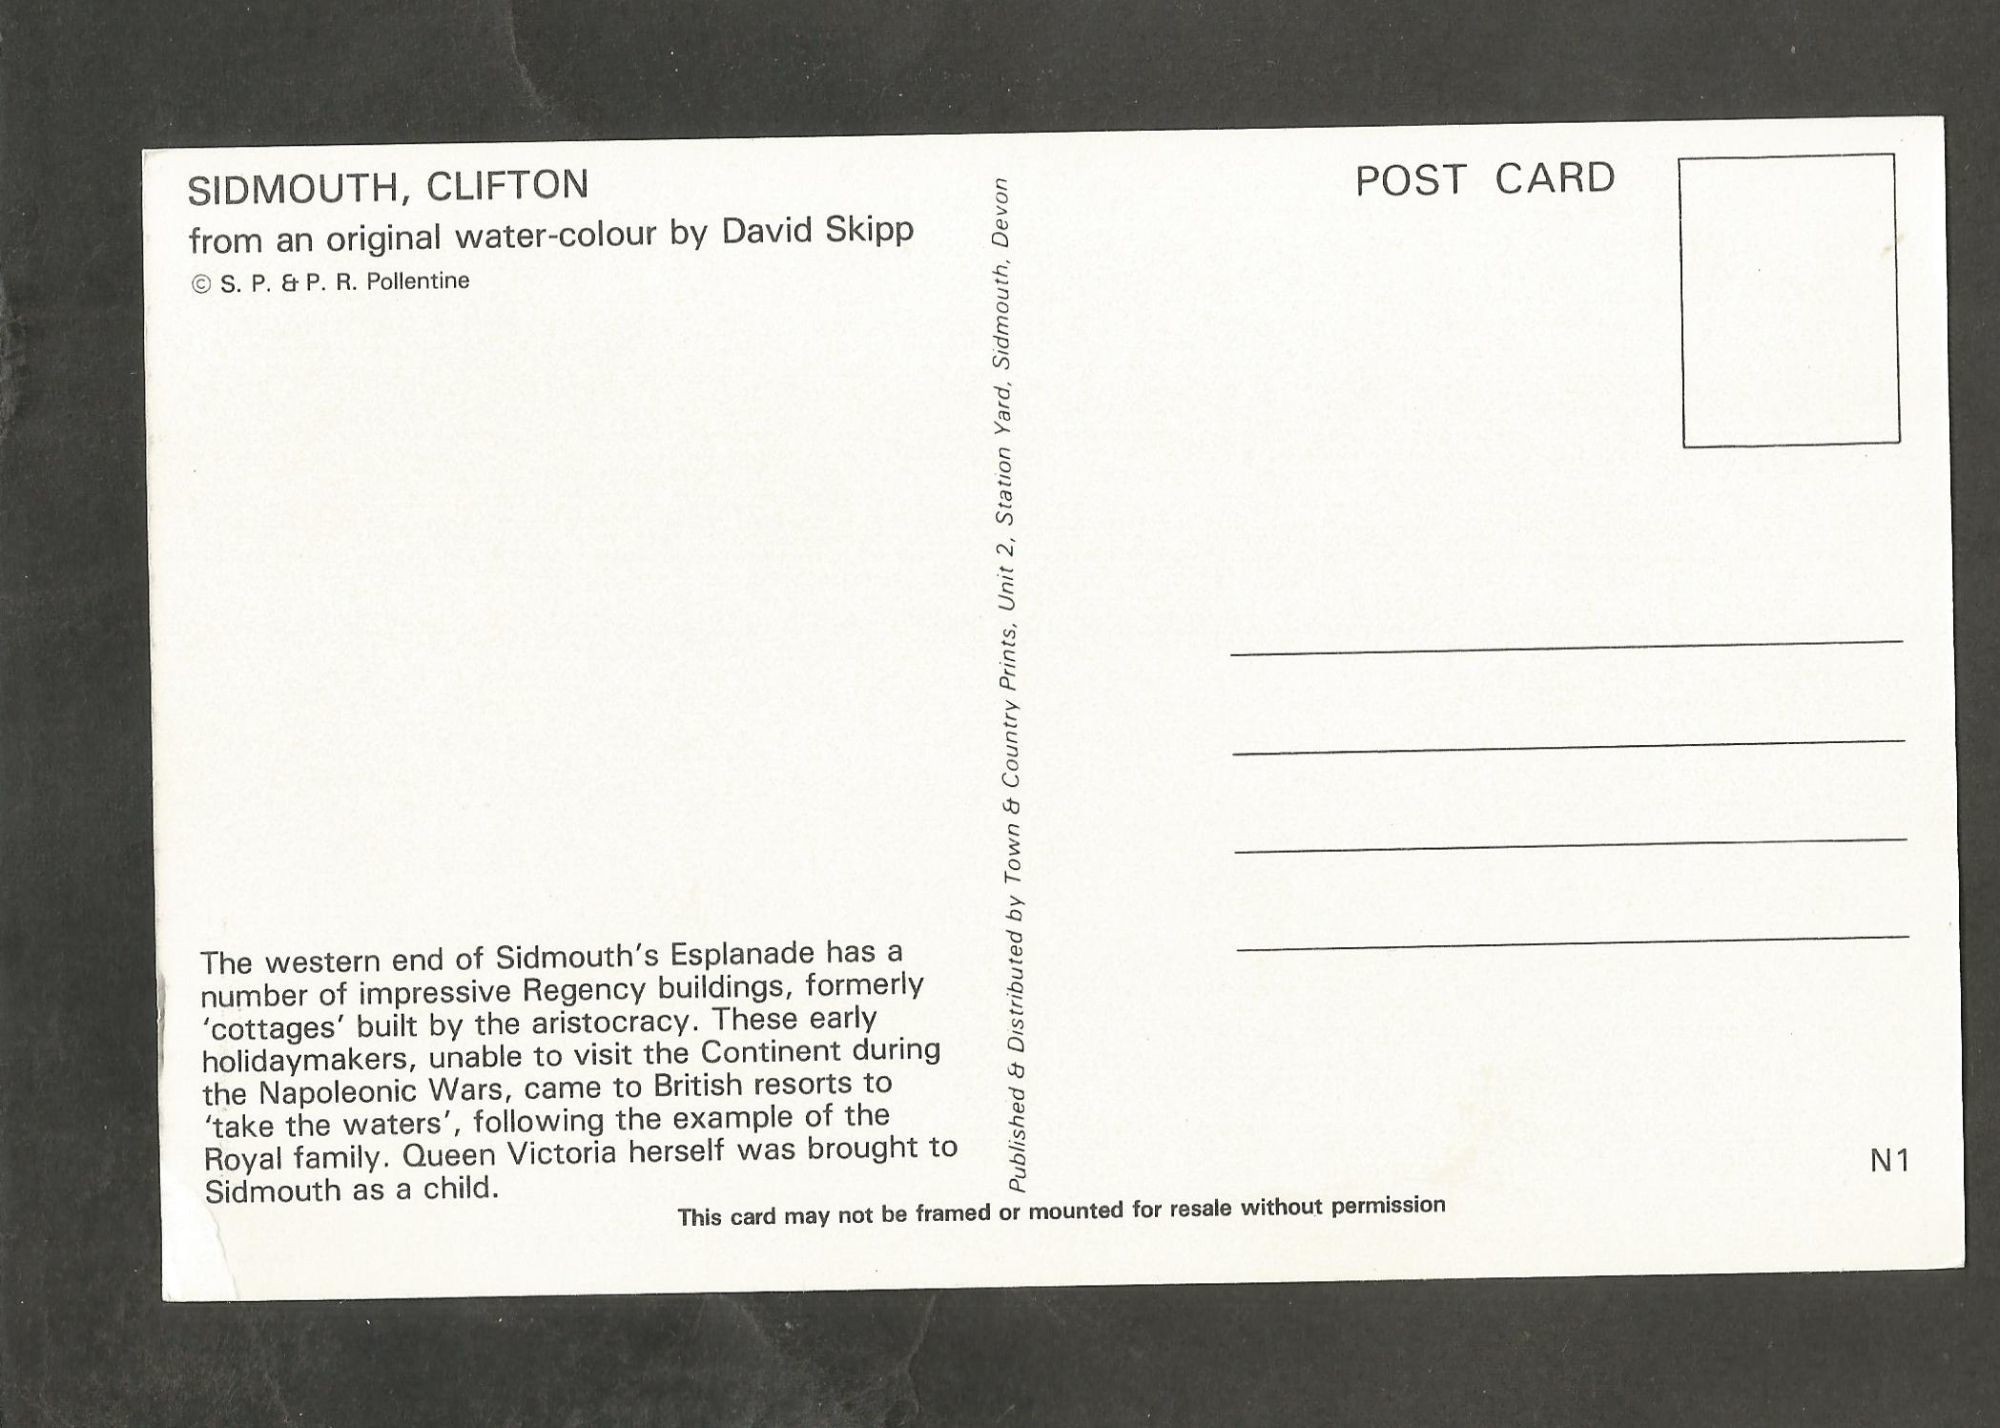 SIDMOUTH, CLIFTON
from an original water-colour by David Skipp
© S. P. & P. R. Pollentine
The western end of Sidmouth's Esplanade has a
number of impressive Regency buildings, formerly
‘cottages’ built by the aristocracy. These early
holidaymakers, unable to visit the Continent during
the Napoleonic Wars, came to British resorts to
‘take the waters’, following the example of the
Royal family. Queen Victoria herself was brought to
Sidmouth as a child.
Published & Distributed by Town & Country Prints, Unit 2, Station Yard, Sidmouth, Devon
POST CARD
N1
This card may not be framed or mounted for resale without permission